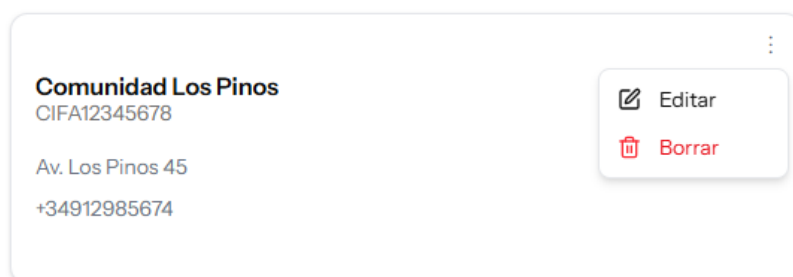 Comunidad Los Pinos
CIFA12345678
Av. Los Pinos 45
+34912985674
Editar
Borrar